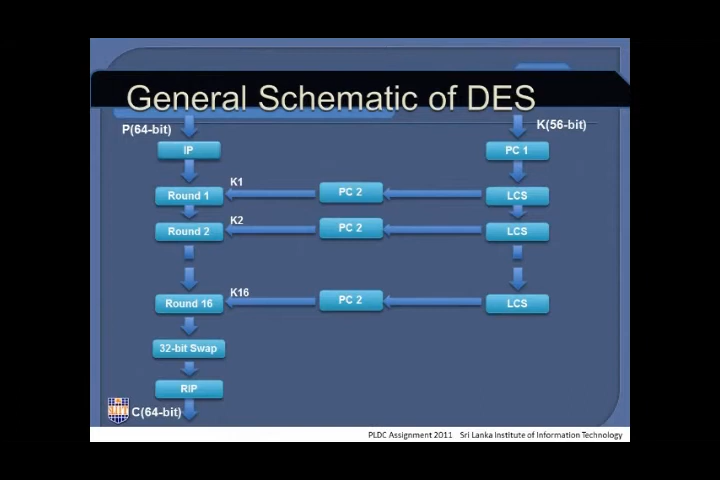 General Schematic of DES
P(64-bit)
K(56-bit)
IP
PC 1
Round 1
K1
PC 2
LCS
Round 2
K2
PC 2
LCS
Round 16
K16
PC 2
LCS
32-bit Swap
RIP
C(64-bit)
PLDC Assignment 2011 Sri Lanka Institute of Information Technology